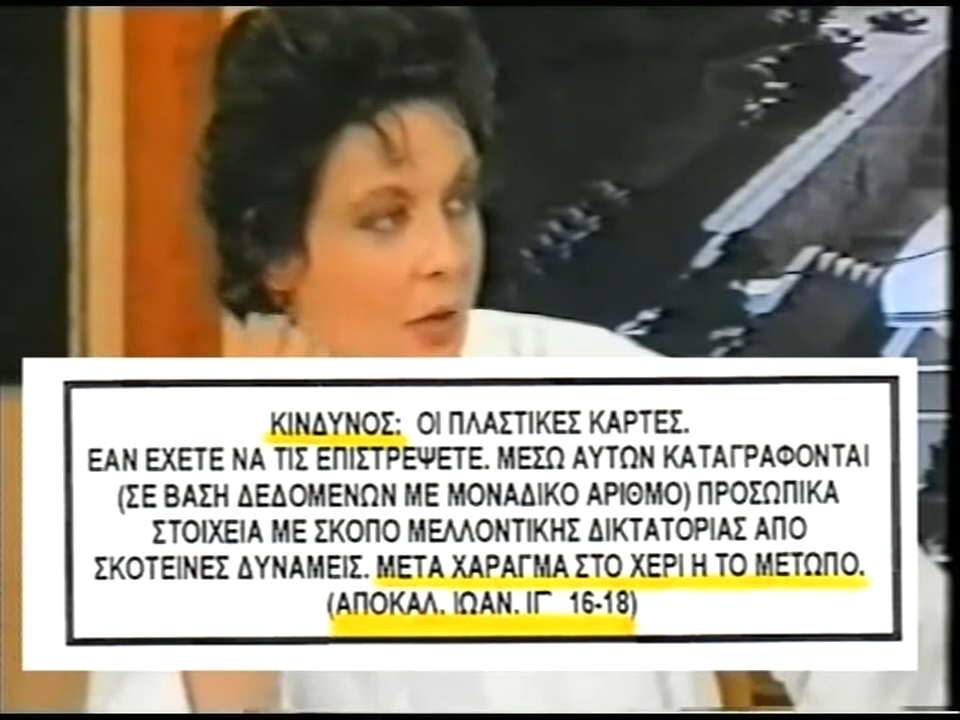 ΚΙΝΔΥΝΟΣ: ΟΙ ΠΛΑΣΤΙΚΕΣ ΚΑΡΤΕΣ.
ΕΑΝ ΕΧΕΤΕ ΝΑ ΤΙΣ ΕΠΙΣΤΡΕΨΕΤΕ. ΜΕΣΩ ΑΥΤΩΝ ΚΑΤΑΓΡΑΦΟΝΤΑΙ
(ΣΕ ΒΑΣΗ ΔΕΔΟΜΕΝΩΝ ΜΕ ΜΟΝΑΔΙΚΟ ΑΡΙΘΜΟ) ΠΡΟΣΩΠΙΚΑ
ΣΤΟΙΧΕΙΑ ΜΕ ΣΚΟΠΟ ΜΕΛΛΟΝΤΙΚΗΣ ΔΙΚΤΑΤΟΡΙΑΣ ΑΠΟ
ΣΚΟΤΕΙΝΕΣ ΔΥΝΑΜΕΙΣ. ΜΕΤΑ ΧΑΡΑΓΜΑ ΣΤΟ ΧΕΡΙ Η ΤΟ ΜΕΤΩΠΟ.
(ΑΠΟΚΑΛ. ΙΩΑΝ. ΙΓ΄ 16-18)